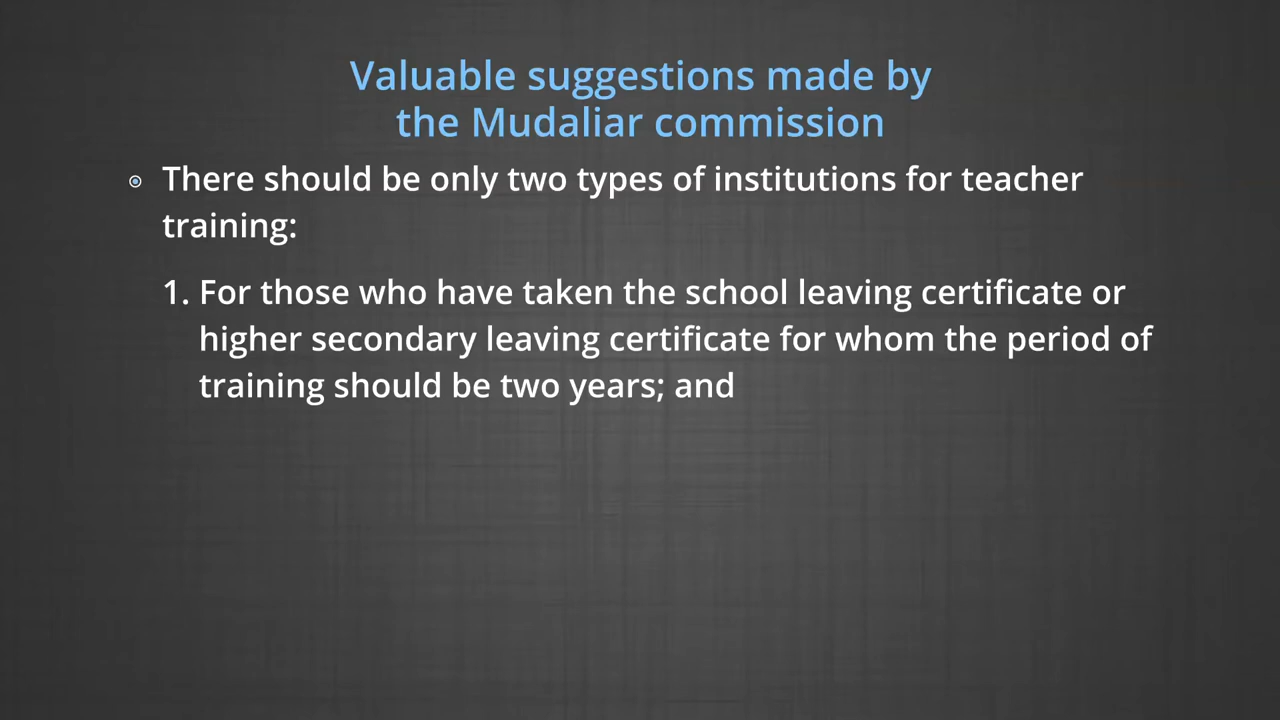 Valuable suggestions made by
the Mudaliar commission
There should be only two types of institutions for teacher
training:
1. For those who have taken the school leaving certificate or
higher secondary leaving certificate for whom the period of
training should be two years; and